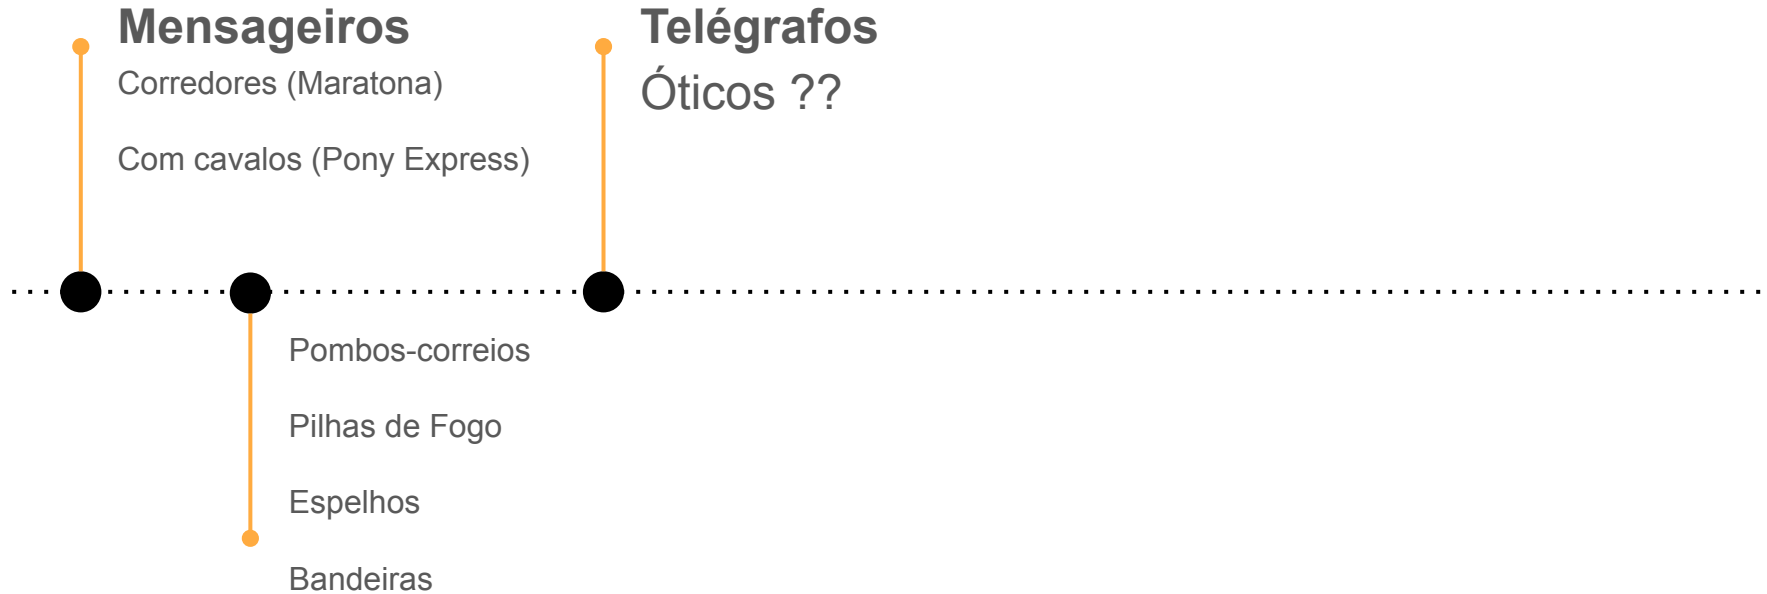 Mensageiros
Corredores (Maratona)
Com cavalos (Pony Express)
Telégrafos
Óticos ??
Pombos-correios
Pilhas de Fogo
Espelhos
Bandeiras